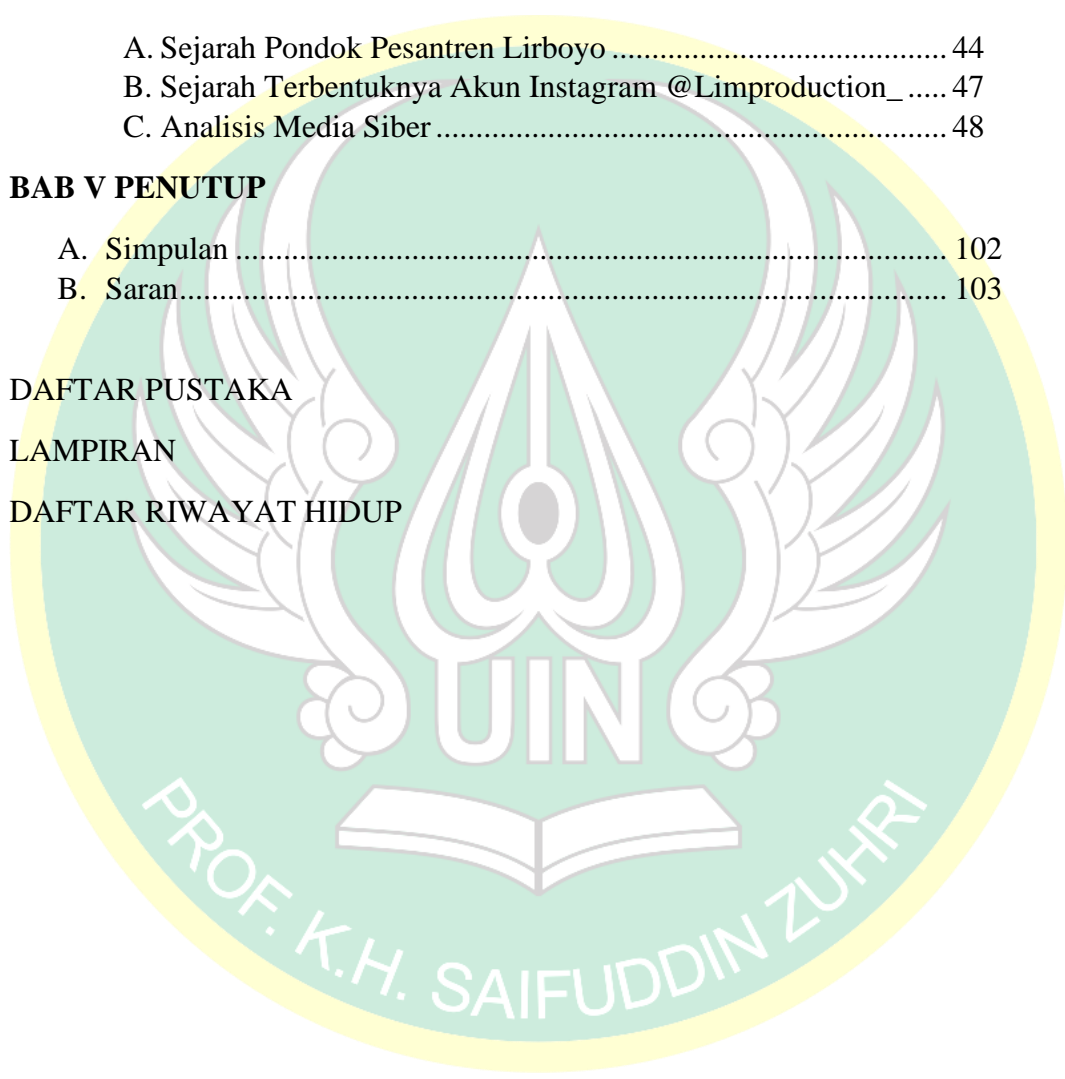 A. Sejarah Pondok Pesantren Lirboyo .......................................... 44
B. Sejarah Terbentuknya Akun Instagram @Limproduction_ ..... 47
C. Analisis Media Siber ................................................................ 48
BAB V PENUTUP
A. Simpulan ......................................................................................... 102
B. Saran................................................................................................ 103
DAFTAR PUSTAKA
LAMPIRAN
DAFTAR RIWAYAT HIDUP
UIN
PROF. K.H. SAIFUDDIN ZUHRI